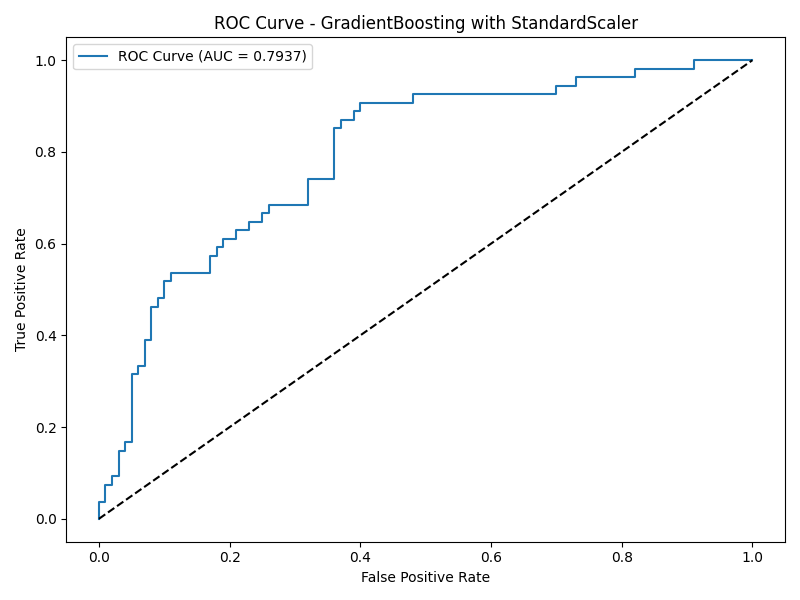 ROC Curve - GradientBoosting with StandardScaler
ROC Curve (AUC = 0.7937)
1.0
0.8
0.6
0.4
0.2
0.0
True Positive Rate
0.0 0.2 0.4 0.6 0.8 1.0
False Positive Rate